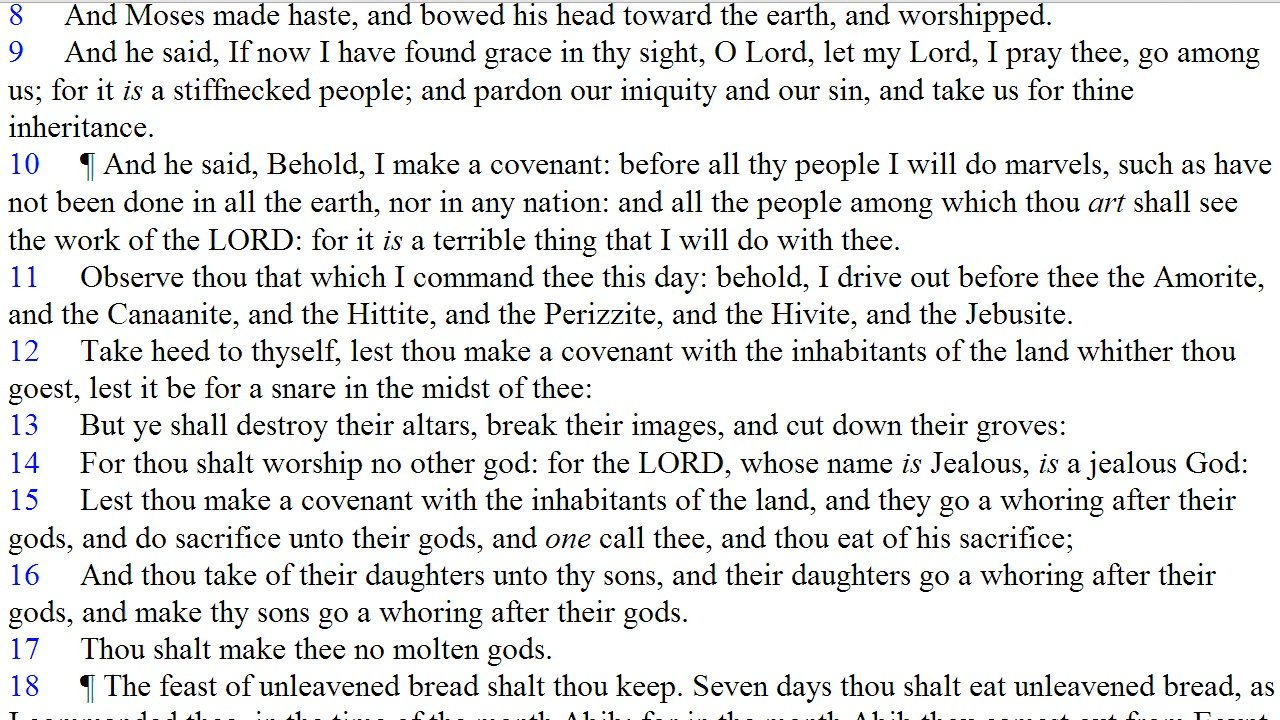 8 And Moses made haste, and bowed his head toward the earth, and worshipped.
9 And he said, If now I have found grace in thy sight, O Lord, let my Lord, I pray thee, go among
us; for it is a stiffnecked people; and pardon our iniquity and our sin, and take us for thine
inheritance.
10 ¶ And he said, Behold, I make a covenant: before all thy people I will do marvels, such as have
not been done in all the earth, nor in any nation: and all the people among which thou art shall see
the work of the LORD: for it is a terrible thing that I will do with thee.
11 Observe thou that which I command thee this day: behold, I drive out before thee the Amorite,
and the Canaanite, and the Hittite, and the Perizzite, and the Hivite, and the Jebusite.
12 Take heed to thyself, lest thou make a covenant with the inhabitants of the land whither thou
goest, lest it be for a snare in the midst of thee:
13 But ye shall destroy their altars, break their images, and cut down their groves:
14 For thou shalt worship no other god: for the LORD, whose name is Jealous, is a jealous God:
15 Lest thou make a covenant with the inhabitants of the land, and they go a whoring after their
gods, and do sacrifice unto their gods, and one call thee, and thou eat of his sacrifice;
16 And thou take of their daughters unto thy sons, and their daughters go a whoring after their
gods, and make thy sons go a whoring after their gods.
17 Thou shalt make thee no molten gods.
18 ¶ The feast of unleavened bread shalt thou keep. Seven days thou shalt eat unleavened bread, as